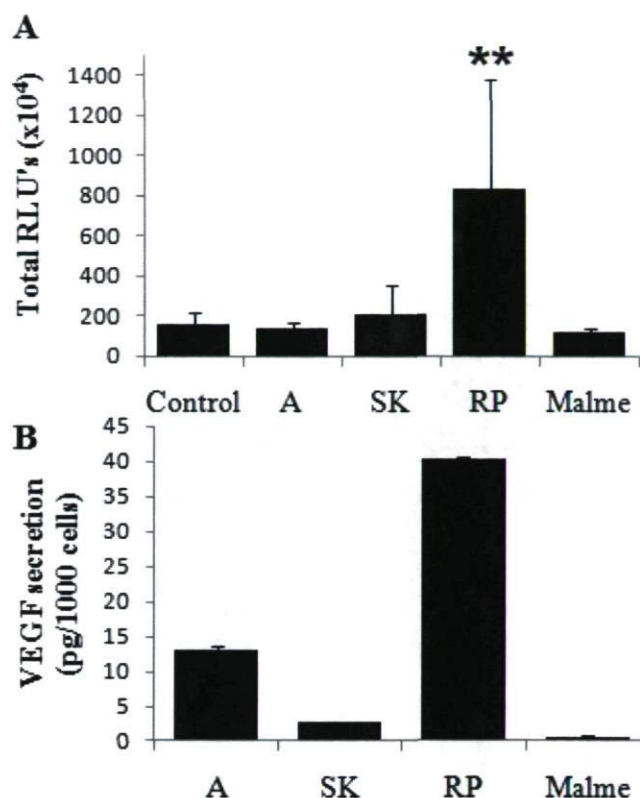 A
**
Total RLU's (x10⁴)
1400
1200
1000
800
600
400
200
0
Control A SK RP Malme
B
VEGF secretion
(pg/1000 cells)
45
40
35
30
25
20
15
10
5
0
A SK RP Malme